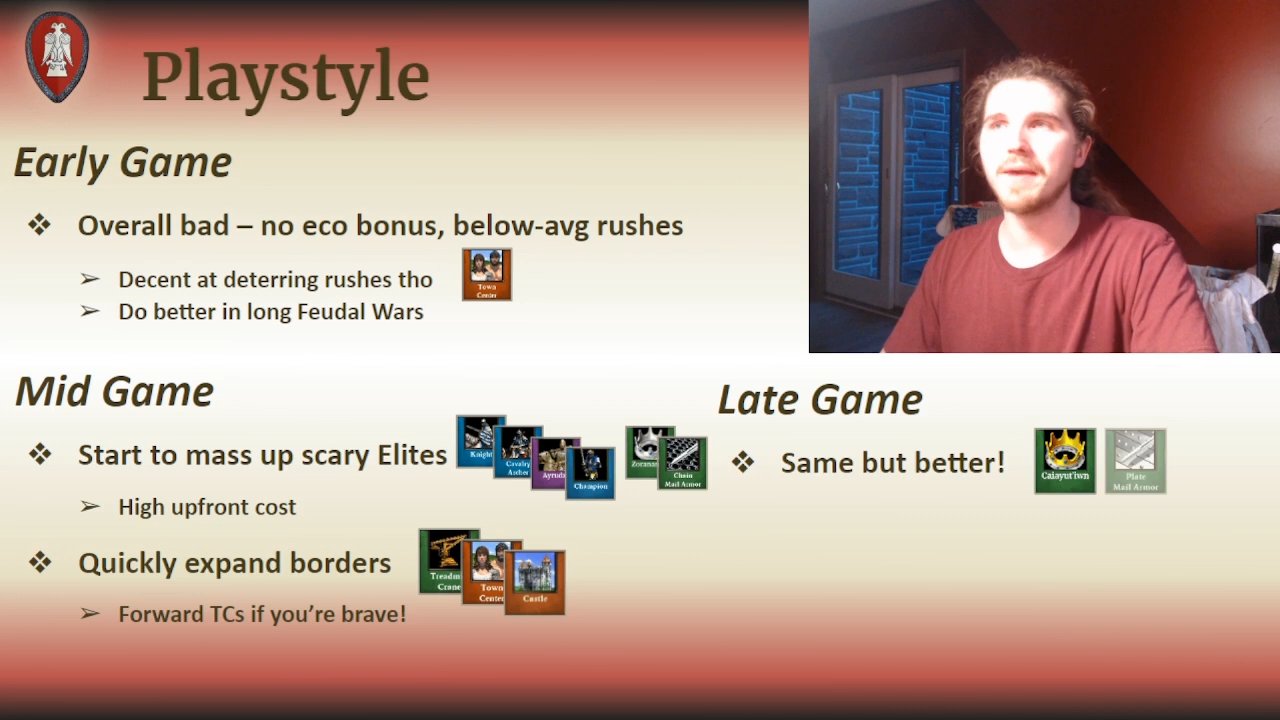 Playstyle
Early Game
Overall bad – no eco bonus, below-avg rushes
Decent at deterring rushes tho
Town
Center
Do better in long Feudal Wars
Mid Game
Start to mass up scary Elites
Knight
Cavalry
Archer
Champion
Chain
Mail Armor
High upfront cost
Quickly expand borders
Town
Castle
Forward TCs if you're brave!
Late Game
Same but better!
Plate
Mail Armor